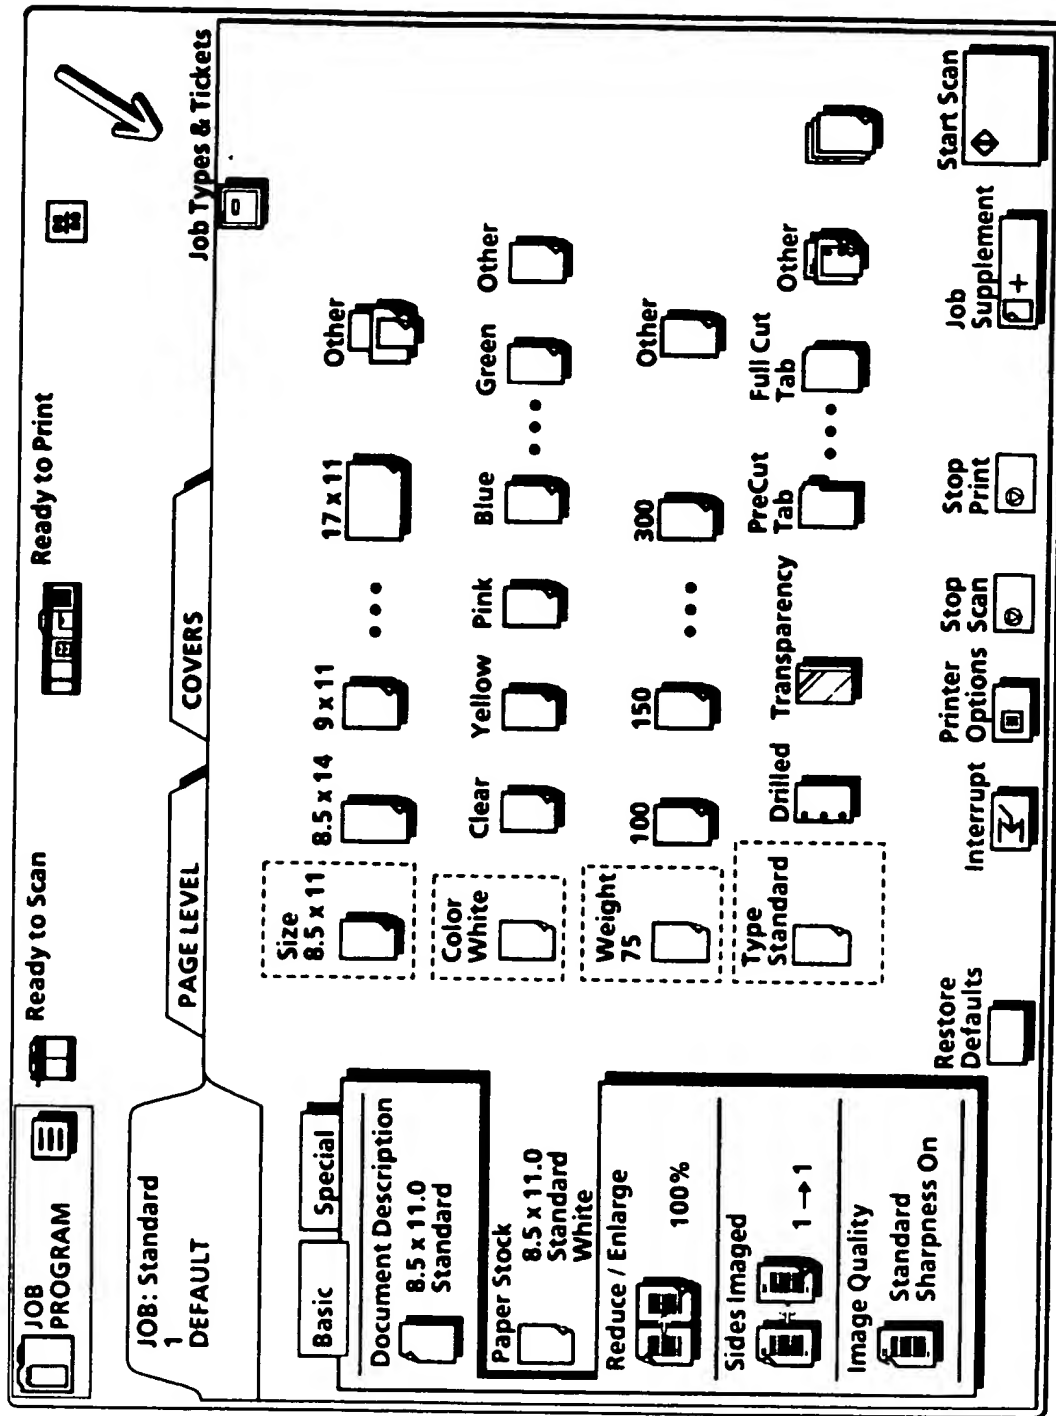 JOB
PROGRAM
Ready to Scan
Ready to Print
JOB: Standard
1
DEFAULT
PAGE LEVEL
COVERS
Job Types & Tickets
Basic
Special
Document Description
8.5 x 11.0
Standard
Paper Stock
8.5 x 11.0
Standard
White
Reduce / Enlarge
100%
Sides Imaged
1 → 1
Image Quality
Standard
Sharpness On
Size
8.5 x 11
8.5 x 14
9 x 11
17 x 11
Other
Color
White
Clear
Yellow
Pink
Blue
Green
Other
Weight
75
100
150
300
Other
Type
Standard
Drilled
Transparency
PreCut
Tab
Full Cut
Tab
Other
Restore
Defaults
Interrupt
Printer
Options
Stop
Scan
Stop
Print
Job
Supplement
Start Scan